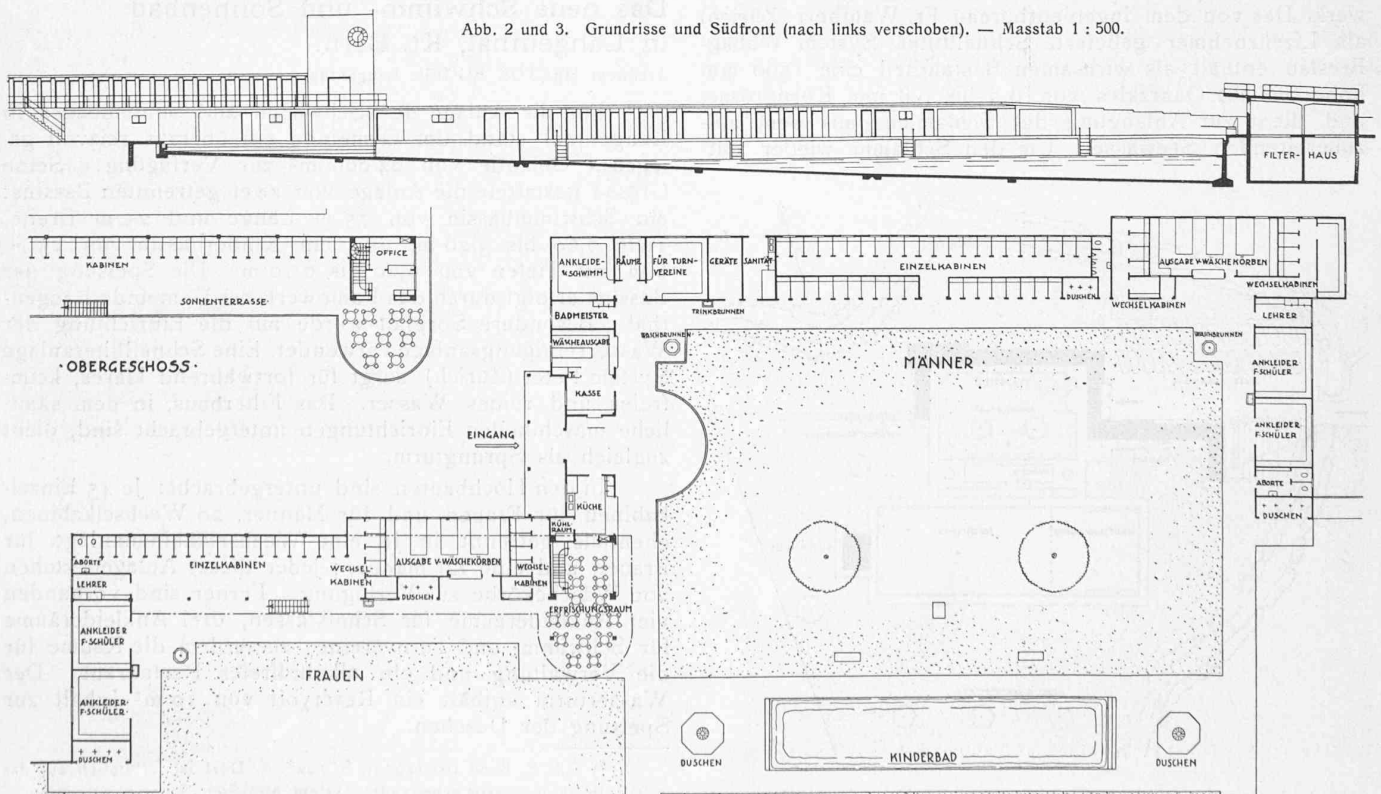 Abb. 2 und 3. Grundrisse und Südfront (nach links verschoben). — Masstab 1 : 500.
FILTER-HAUS
KABINEN
OFFICE
SONNENTERRASSE
OBERGESCHOSS
ANKLEIDE-
U. SCHWIMM-
RÄUME
FÜR TURN-
VEREINE
GERÄTE
SANITÄT
EINZELKABINEN
DUSCHEN
AUSGABE V. WÄSCHEKÖRBEN
WECHSELKABINEN
WECHSELKABINEN
LEHRER
BADMEISTER
TRINKBRUNNEN
WÄSCHEAUSGABE
KASSE
EINGANG
KÜCHE
KÜHL
RAUM
MÄNNER
ANKLEIDER
F. SCHÜLER
ANKLEIDER
F. SCHÜLER
ABORTE
DUSCHEN
ABORTE
EINZELKABINEN
WECHSEL-
KABINEN
AUSGABE V. WÄSCHEKÖRBEN
WECHSEL-
KABINEN
DUSCHEN
ERFRISCHUNGSRAUM
LEHRER
ANKLEIDER
F. SCHÜLER
ANKLEIDER
F. SCHÜLER
DUSCHEN
FRAUEN
DUSCHEN
KINDERBAD
DUSCHEN